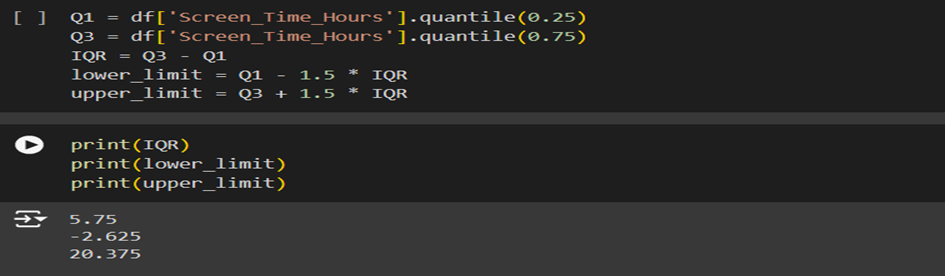 [ ] Q1 = df['Screen_Time_Hours'].quantile(0.25)
Q3 = df['Screen_Time_Hours'].quantile(0.75)
IQR = Q3 - Q1
lower_limit = Q1 - 1.5 * IQR
upper_limit = Q3 + 1.5 * IQR
print(IQR)
print(lower_limit)
print(upper_limit)
5.75
-2.625
20.375